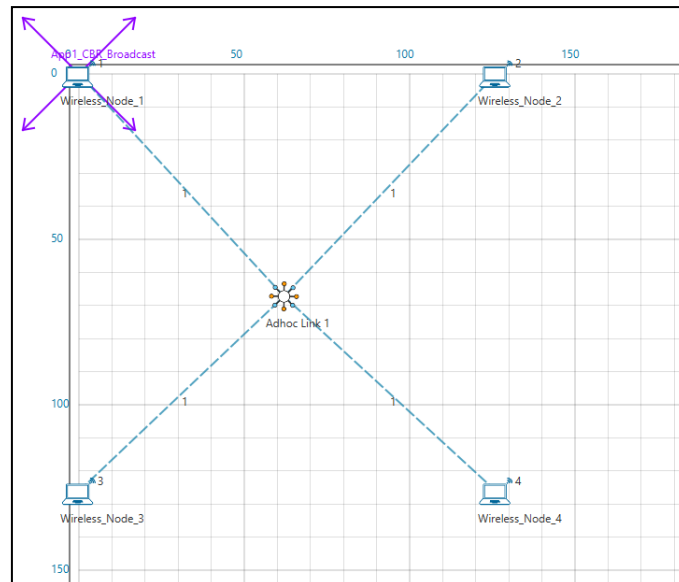 App1_CBR_Broadcast
50
100
150
0
1
2
Wireless_Node_1
Wireless_Node_2
1
1
50
Adhoc Link 1
100
1
1
3
4
Wireless_Node_3
Wireless_Node_4
150